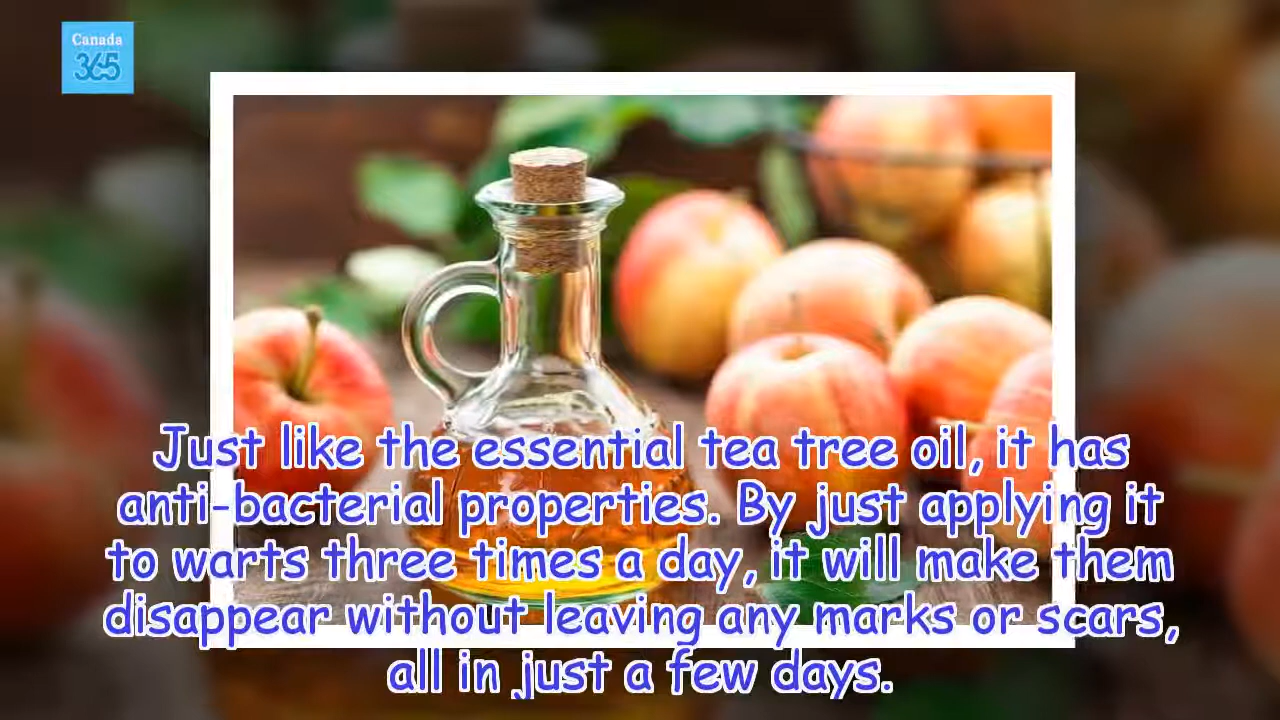 Canada
365
Just like the essential tea tree oil, it has
anti-bacterial properties. By just applying it
to warts three times a day, it will make them
disappear without leaving any marks or scars,
all in just a few days.